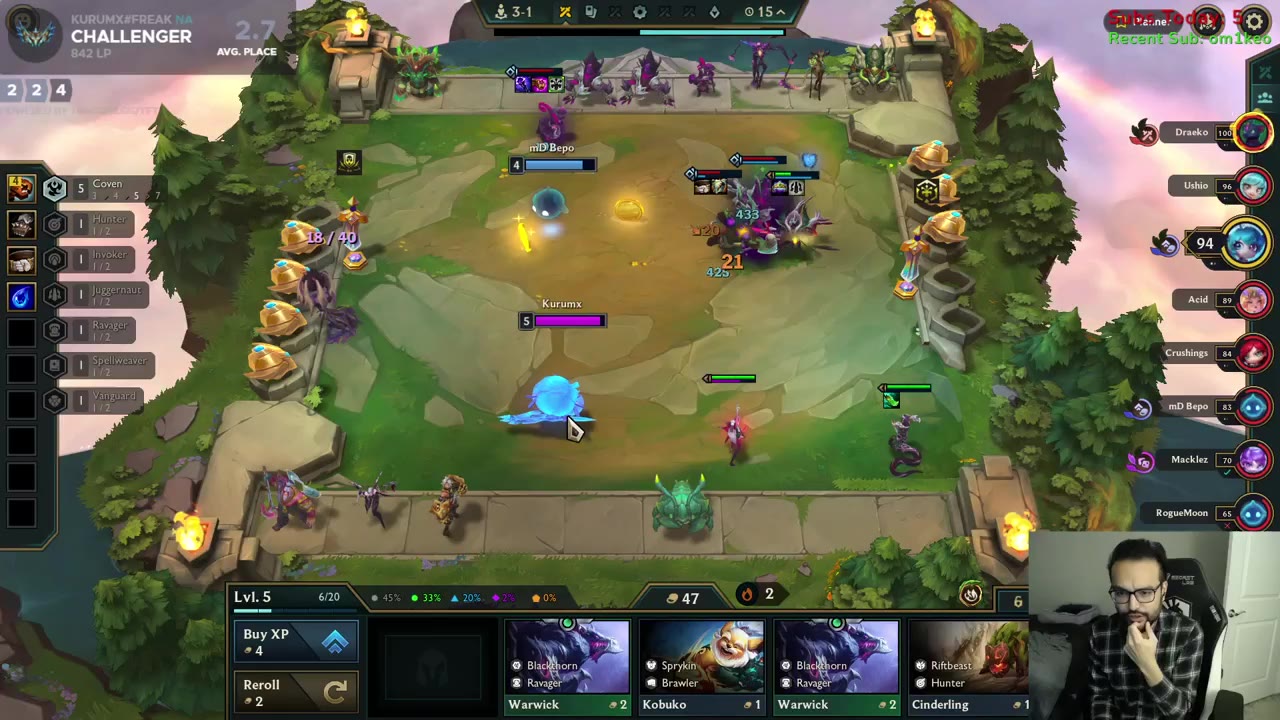 KURUMX#FREAK NA
CHALLENGER
842 LP
2.7
AVG. PLACE
2 2 4
3-1
15
Subs Today: 5
Recent Sub: om1keo
Draeko 100
Ushio 96
94
Acid 89
Crushings 84
mD Bepo 83
Macklez 70
RogueMoon 65
5 Coven
3 4 5 7
1 Hunter
1 / 2
1 Invoker
1 / 2
1 Juggernaut
1 / 2
1 Ravager
1 / 2
1 Spellweaver
1 / 2
1 Vanguard
1 / 2
mD Bepo
4
18 / 40
433
20
21
425
Kurumx
5
Lvl. 5
6/20
45%
33%
20%
2%
0%
47
2
6
Buy XP
4
Reroll
2
Blackthorn
Ravager
Warwick 2
Sprykin
Brawler
Kobuko 1
Blackthorn
Ravager
Warwick 2
Riftbeast
Hunter
Cinderling 1